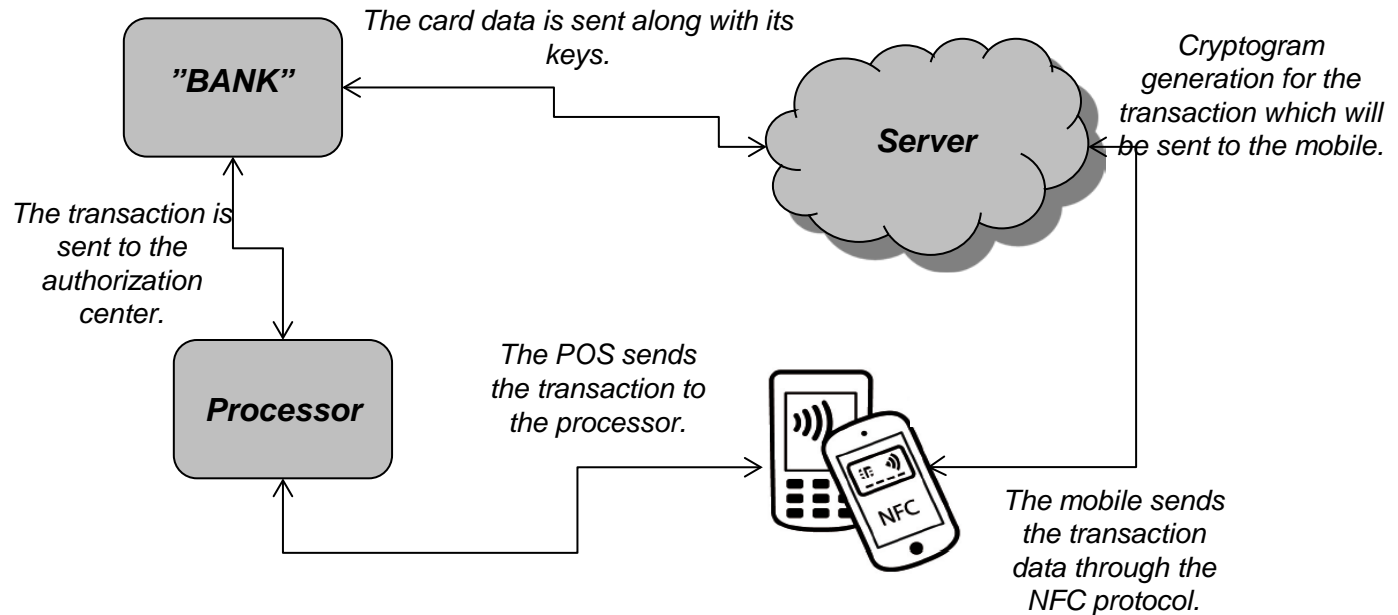 The card data is sent along with its
keys.
”BANK”
Server
Cryptogram
generation for the
transaction which will
be sent to the mobile.
The transaction is
sent to the
authorization
center.
Processor
The POS sends
the transaction to
the processor.
NFC
The mobile sends
the transaction
data through the
NFC protocol.